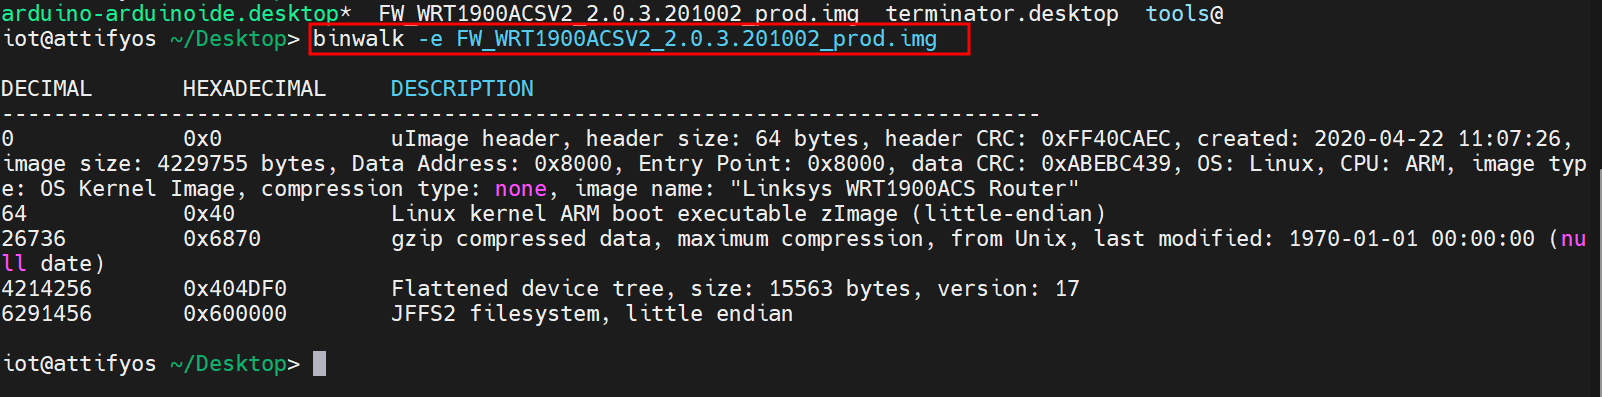 arduino-arduinoide.desktop*  FW_WRT1900ACSV2_2.0.3.201002_prod.img  terminator.desktop  tools@
iot@attifyos ~/Desktop> binwalk -e FW_WRT1900ACSV2_2.0.3.201002_prod.img
DECIMAL       HEXADECIMAL     DESCRIPTION
--------------------------------------------------------------------------------
0             0x0             uImage header, header size: 64 bytes, header CRC: 0xFF40CAEC, created: 2020-04-22 11:07:26,
image size: 4229755 bytes, Data Address: 0x8000, Entry Point: 0x8000, data CRC: 0xABEBC439, OS: Linux, CPU: ARM, image typ
e: OS Kernel Image, compression type: none, image name: "Linksys WRT1900ACS Router"
64            0x40            Linux kernel ARM boot executable zImage (little-endian)
26736         0x6870          gzip compressed data, maximum compression, from Unix, last modified: 1970-01-01 00:00:00 (nu
ll date)
4214256       0x404DF0        Flattened device tree, size: 15563 bytes, version: 17
6291456       0x600000        JFFS2 filesystem, little endian
iot@attifyos ~/Desktop>